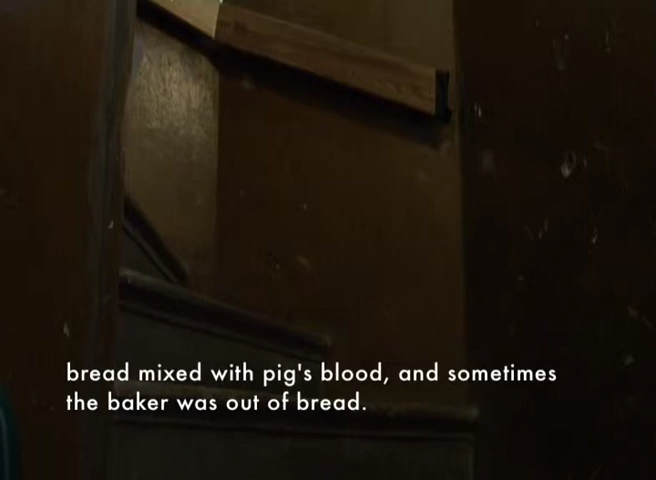 bread mixed with pig's blood, and sometimes
the baker was out of bread.